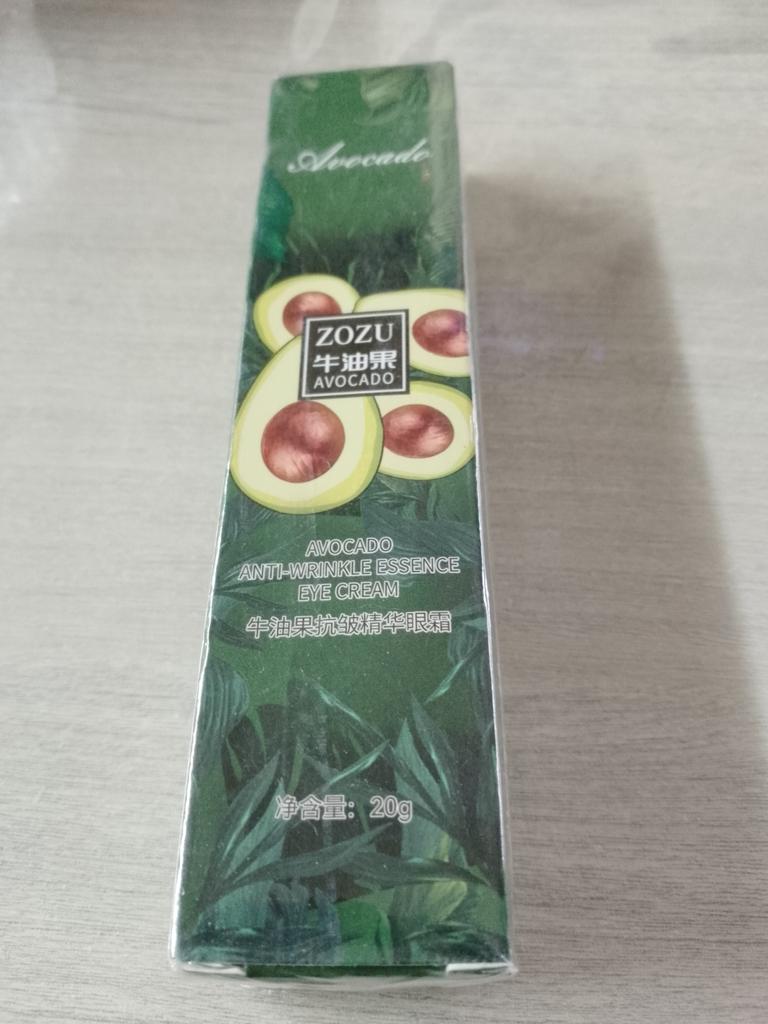 Avocado
ZOZU
牛油果
AVOCADO
AVOCADO
ANTI-WRINKLE ESSENCE
EYE CREAM
牛油果抗皱精华眼霜
净含量：20g